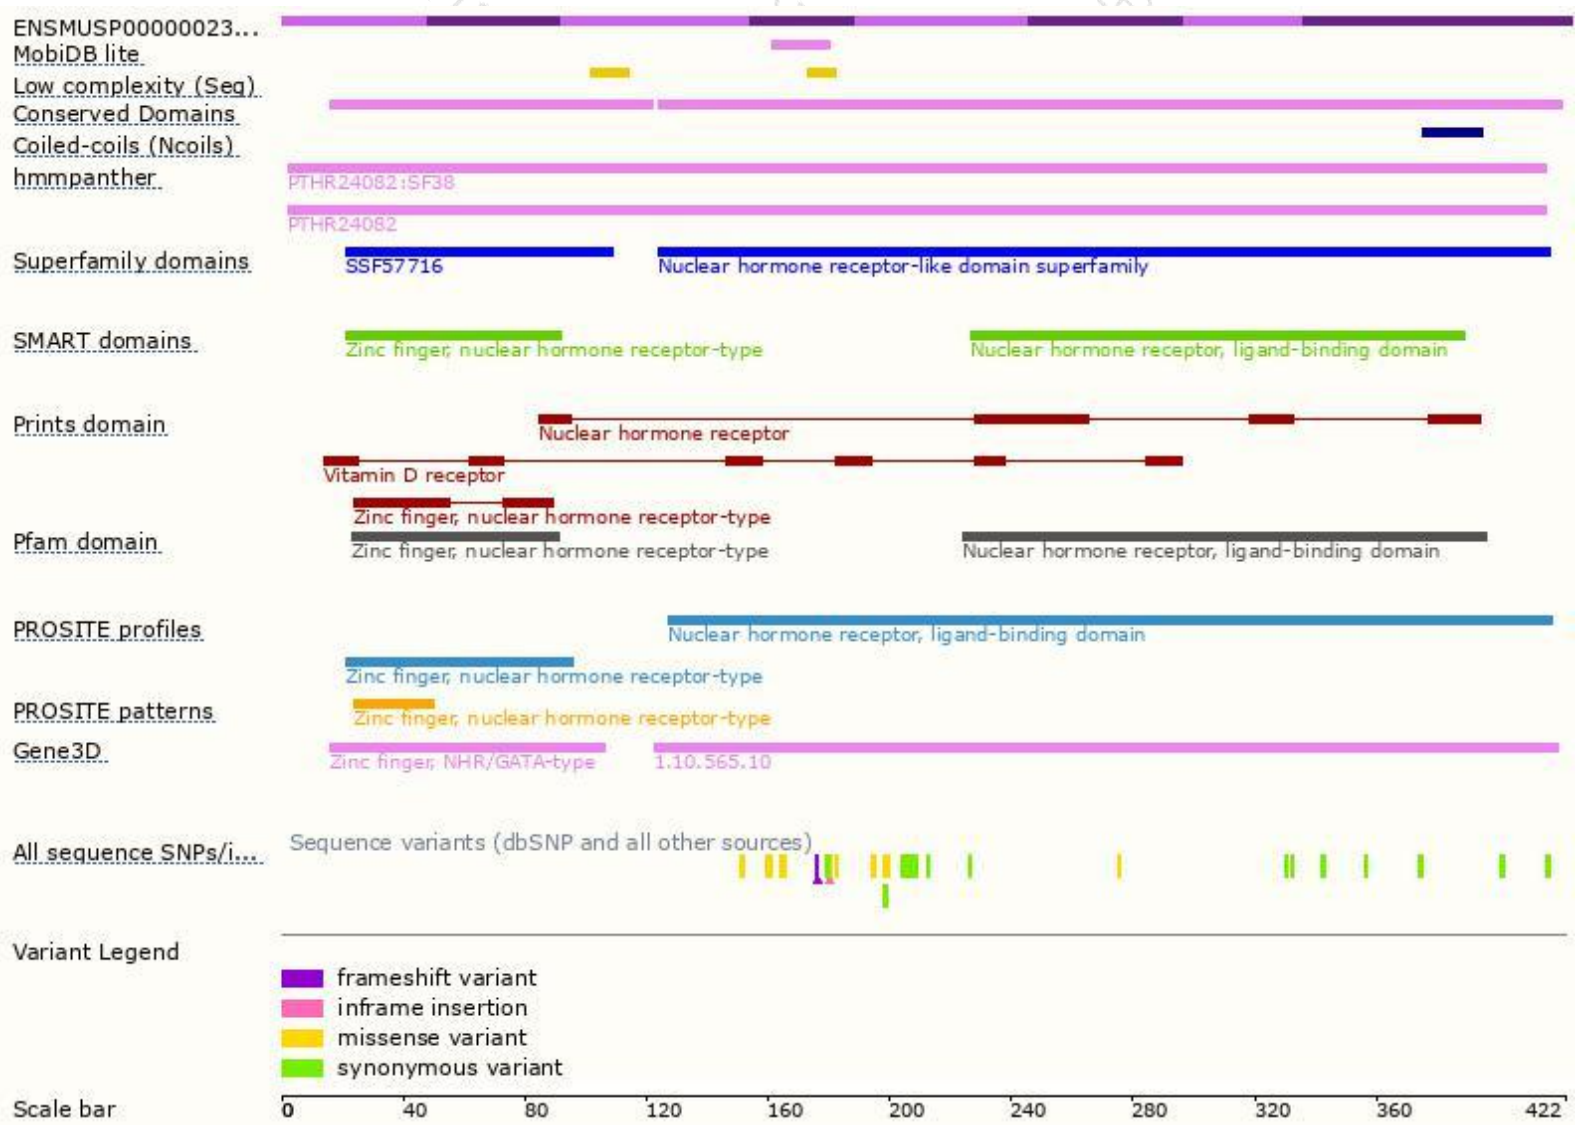 ENSMUSP00000023...
MobiDB lite
Low complexity (Seg)
Conserved Domains
Coiled-coils (Ncoils)
hmmpanther
PTHR24082:SF38
PTHR24082
Superfamily domains
SSF57716 Nuclear hormone receptor-like domain superfamily
SMART domains
Zinc finger, nuclear hormone receptor-type Nuclear hormone receptor, ligand-binding domain
Prints domain
Nuclear hormone receptor
Vitamin D receptor
Zinc finger, nuclear hormone receptor-type
Pfam domain
Zinc finger, nuclear hormone receptor-type Nuclear hormone receptor, ligand-binding domain
PROSITE profiles
Nuclear hormone receptor, ligand-binding domain
Zinc finger, nuclear hormone receptor-type
PROSITE patterns
Zinc finger, nuclear hormone receptor-type
Gene3D
Zinc finger, NHR/GATA-type 1.10.565.10
All sequence SNPs/i...
Sequence variants (dbSNP and all other sources)
Variant Legend
frameshift variant
inframe insertion
missense variant
synonymous variant
Scale bar 0 40 80 120 160 200 240 280 320 360 422